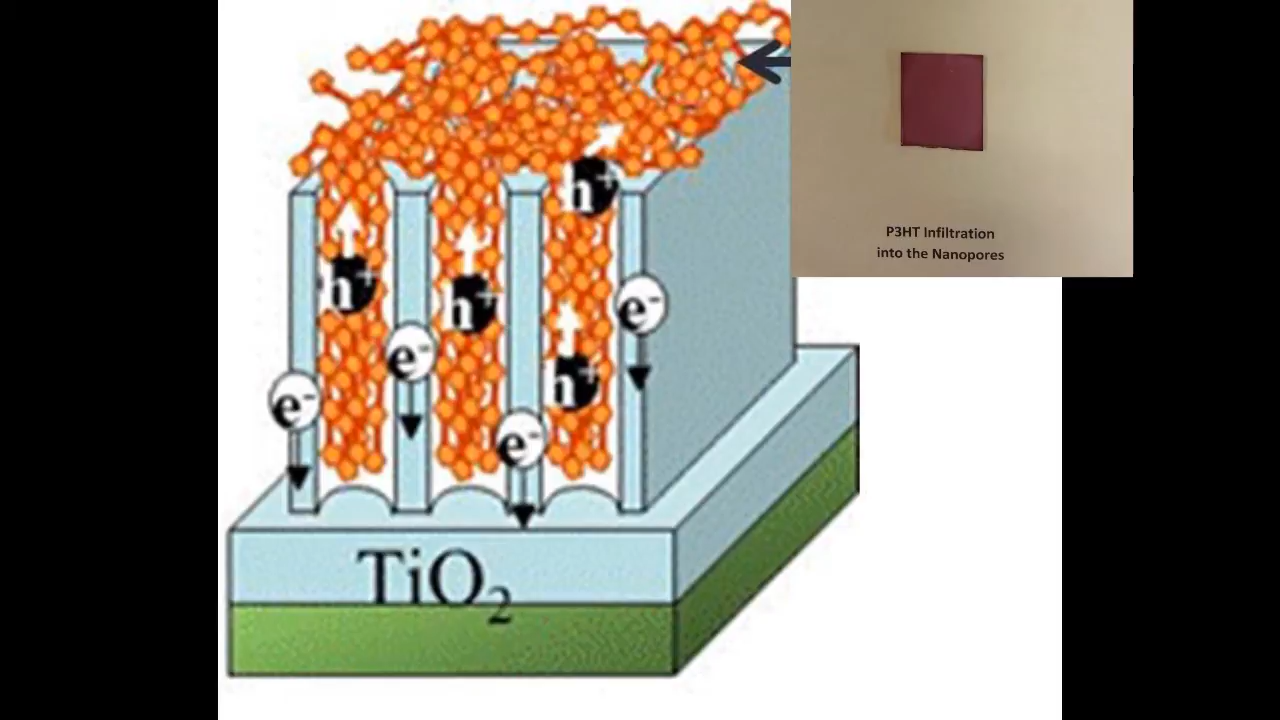 P3HT Infiltration
into the Nanopores
h⁺
h⁺
h⁺
e⁻
e⁻
h⁺
e⁻
e⁻
TiO₂